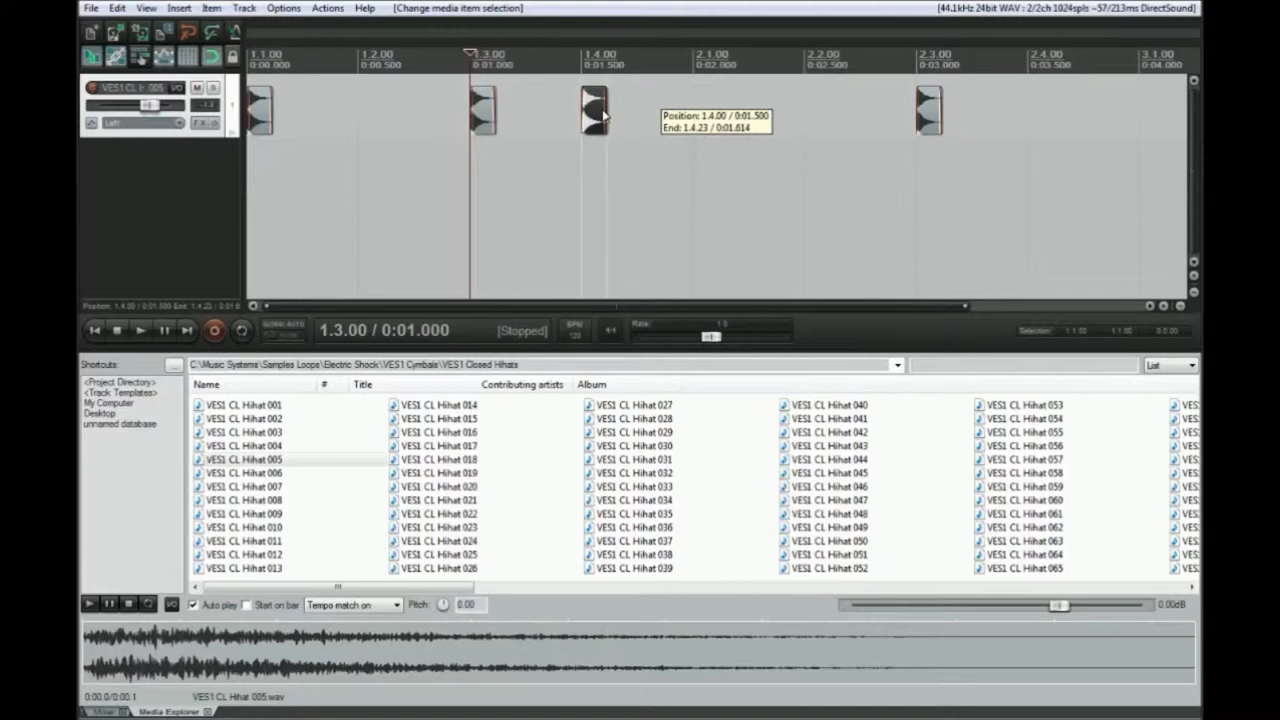 File Edit View Insert Item Track Options Actions Help [Change media item selection] [44.1kHz 24bit WAV : 2/2ch 1024spls ~57/213ms DirectSound]
1.1.00 1.2.00 1.3.00 1.4.00 2.1.00 2.2.00 2.3.00 2.4.00 3.1.00
0:00.000 0:00.500 0:01.000 0:01.500 0:02.000 0:02.500 0:03.000 0:03.500 0:04.000
VES1 CL H 005 I/O M S
Left FX
1
Position: 1.4.00 / 0:01.500
End: 1.4.23 / 0:01.614
Position: 1.4.00 / 0:01.500 End: 1.4.23 / 0:01.6
GLOBAL AUTO
1.3.00 / 0:01.000 [Stopped] BPM 120 4/4 Rate: 1.0 Selection: 1.1.00 1.1.00 0.0.00
Shortcuts: ... C:\Music Systems\Samples Loops\Electric Shock\VES1 Cymbals\VES1 Closed Hihats List
<Project Directory>
<Track Templates>
My Computer
Desktop
unnamed database
Name # Title Contributing artists Album
VES1 CL Hihat 001 VES1 CL Hihat 014 VES1 CL Hihat 027 VES1 CL Hihat 040 VES1 CL Hihat 053 VES
VES1 CL Hihat 002 VES1 CL Hihat 015 VES1 CL Hihat 028 VES1 CL Hihat 041 VES1 CL Hihat 054 VES
VES1 CL Hihat 003 VES1 CL Hihat 016 VES1 CL Hihat 029 VES1 CL Hihat 042 VES1 CL Hihat 055 VES
VES1 CL Hihat 004 VES1 CL Hihat 017 VES1 CL Hihat 030 VES1 CL Hihat 043 VES1 CL Hihat 056 VES
VES1 CL Hihat 005 VES1 CL Hihat 018 VES1 CL Hihat 031 VES1 CL Hihat 044 VES1 CL Hihat 057 VES
VES1 CL Hihat 006 VES1 CL Hihat 019 VES1 CL Hihat 032 VES1 CL Hihat 045 VES1 CL Hihat 058 VES
VES1 CL Hihat 007 VES1 CL Hihat 020 VES1 CL Hihat 033 VES1 CL Hihat 046 VES1 CL Hihat 059 VES
VES1 CL Hihat 008 VES1 CL Hihat 021 VES1 CL Hihat 034 VES1 CL Hihat 047 VES1 CL Hihat 060 VES
VES1 CL Hihat 009 VES1 CL Hihat 022 VES1 CL Hihat 035 VES1 CL Hihat 048 VES1 CL Hihat 061 VES
VES1 CL Hihat 010 VES1 CL Hihat 023 VES1 CL Hihat 036 VES1 CL Hihat 049 VES1 CL Hihat 062 VES
VES1 CL Hihat 011 VES1 CL Hihat 024 VES1 CL Hihat 037 VES1 CL Hihat 050 VES1 CL Hihat 063 VES
VES1 CL Hihat 012 VES1 CL Hihat 025 VES1 CL Hihat 038 VES1 CL Hihat 051 VES1 CL Hihat 064 VES
VES1 CL Hihat 013 VES1 CL Hihat 026 VES1 CL Hihat 039 VES1 CL Hihat 052 VES1 CL Hihat 065 VES
I/O Auto play Start on bar Tempo match on Pitch: 0.00 0.00dB
0:00.0/0:00.1 VES1 CL Hihat 005.wav
Mixer Media Explorer